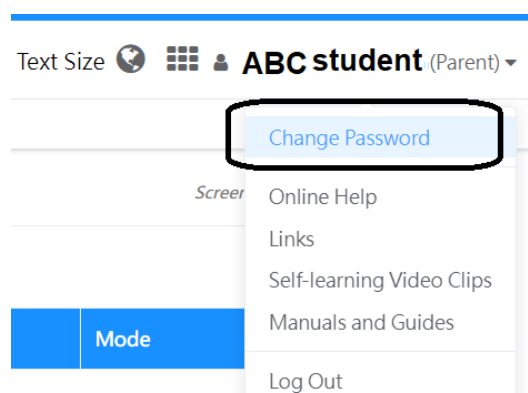 Text Size ABC student (Parent)
Change Password
Screen
Online Help
Links
Self-learning Video Clips
Manuals and Guides
Mode
Log Out